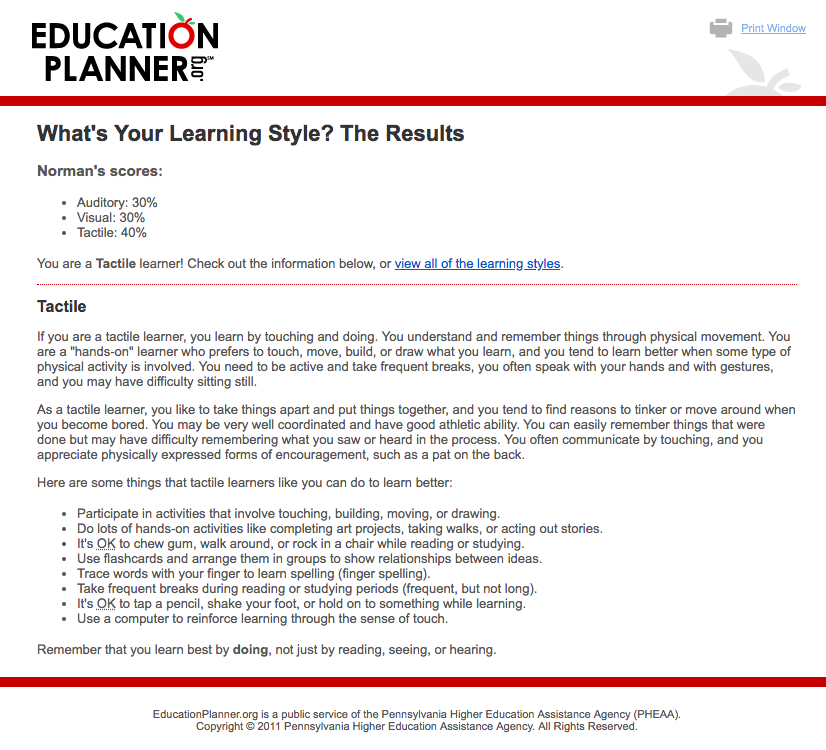 EDUCATION
PLANNER.org℠
Print Window
What's Your Learning Style? The Results
Norman's scores:
• Auditory: 30%
• Visual: 30%
• Tactile: 40%
You are a Tactile learner! Check out the information below, or view all of the learning styles.
Tactile
If you are a tactile learner, you learn by touching and doing. You understand and remember things through physical movement. You
are a "hands-on" learner who prefers to touch, move, build, or draw what you learn, and you tend to learn better when some type of
physical activity is involved. You need to be active and take frequent breaks, you often speak with your hands and with gestures,
and you may have difficulty sitting still.
As a tactile learner, you like to take things apart and put things together, and you tend to find reasons to tinker or move around when
you become bored. You may be very well coordinated and have good athletic ability. You can easily remember things that were
done but may have difficulty remembering what you saw or heard in the process. You often communicate by touching, and you
appreciate physically expressed forms of encouragement, such as a pat on the back.
Here are some things that tactile learners like you can do to learn better:
• Participate in activities that involve touching, building, moving, or drawing.
• Do lots of hands-on activities like completing art projects, taking walks, or acting out stories.
• It's OK to chew gum, walk around, or rock in a chair while reading or studying.
• Use flashcards and arrange them in groups to show relationships between ideas.
• Trace words with your finger to learn spelling (finger spelling).
• Take frequent breaks during reading or studying periods (frequent, but not long).
• It's OK to tap a pencil, shake your foot, or hold on to something while learning.
• Use a computer to reinforce learning through the sense of touch.
Remember that you learn best by doing, not just by reading, seeing, or hearing.
EducationPlanner.org is a public service of the Pennsylvania Higher Education Assistance Agency (PHEAA).
Copyright © 2011 Pennsylvania Higher Education Assistance Agency. All Rights Reserved.